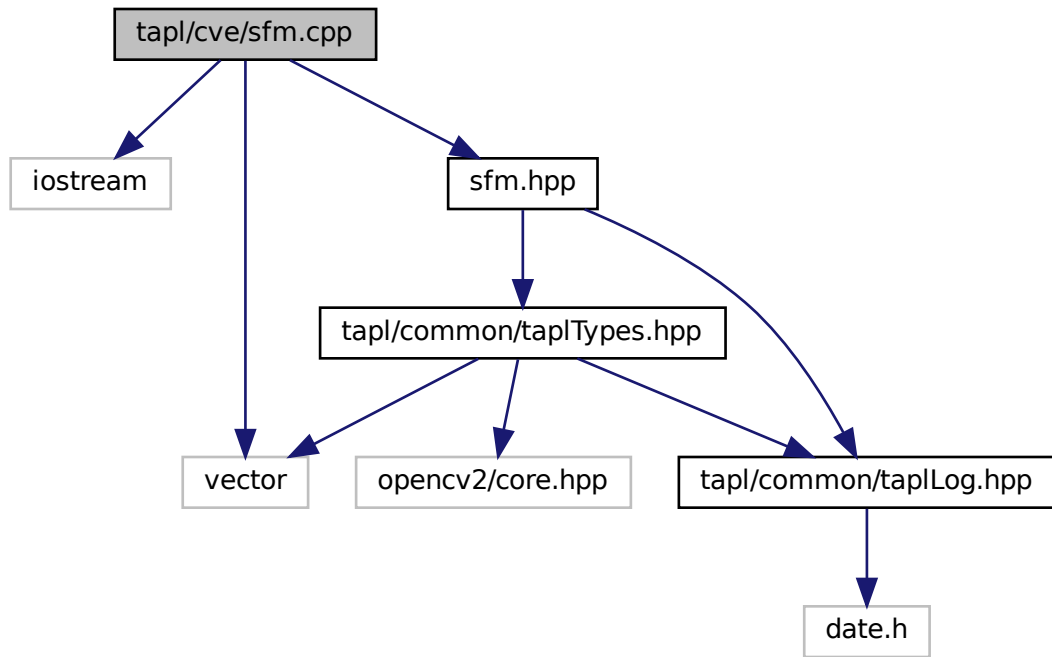 tapl/cve/sfm.cpp
iostream
sfm.hpp
tapl/common/taplTypes.hpp
vector
opencv2/core.hpp
tapl/common/taplLog.hpp
date.h